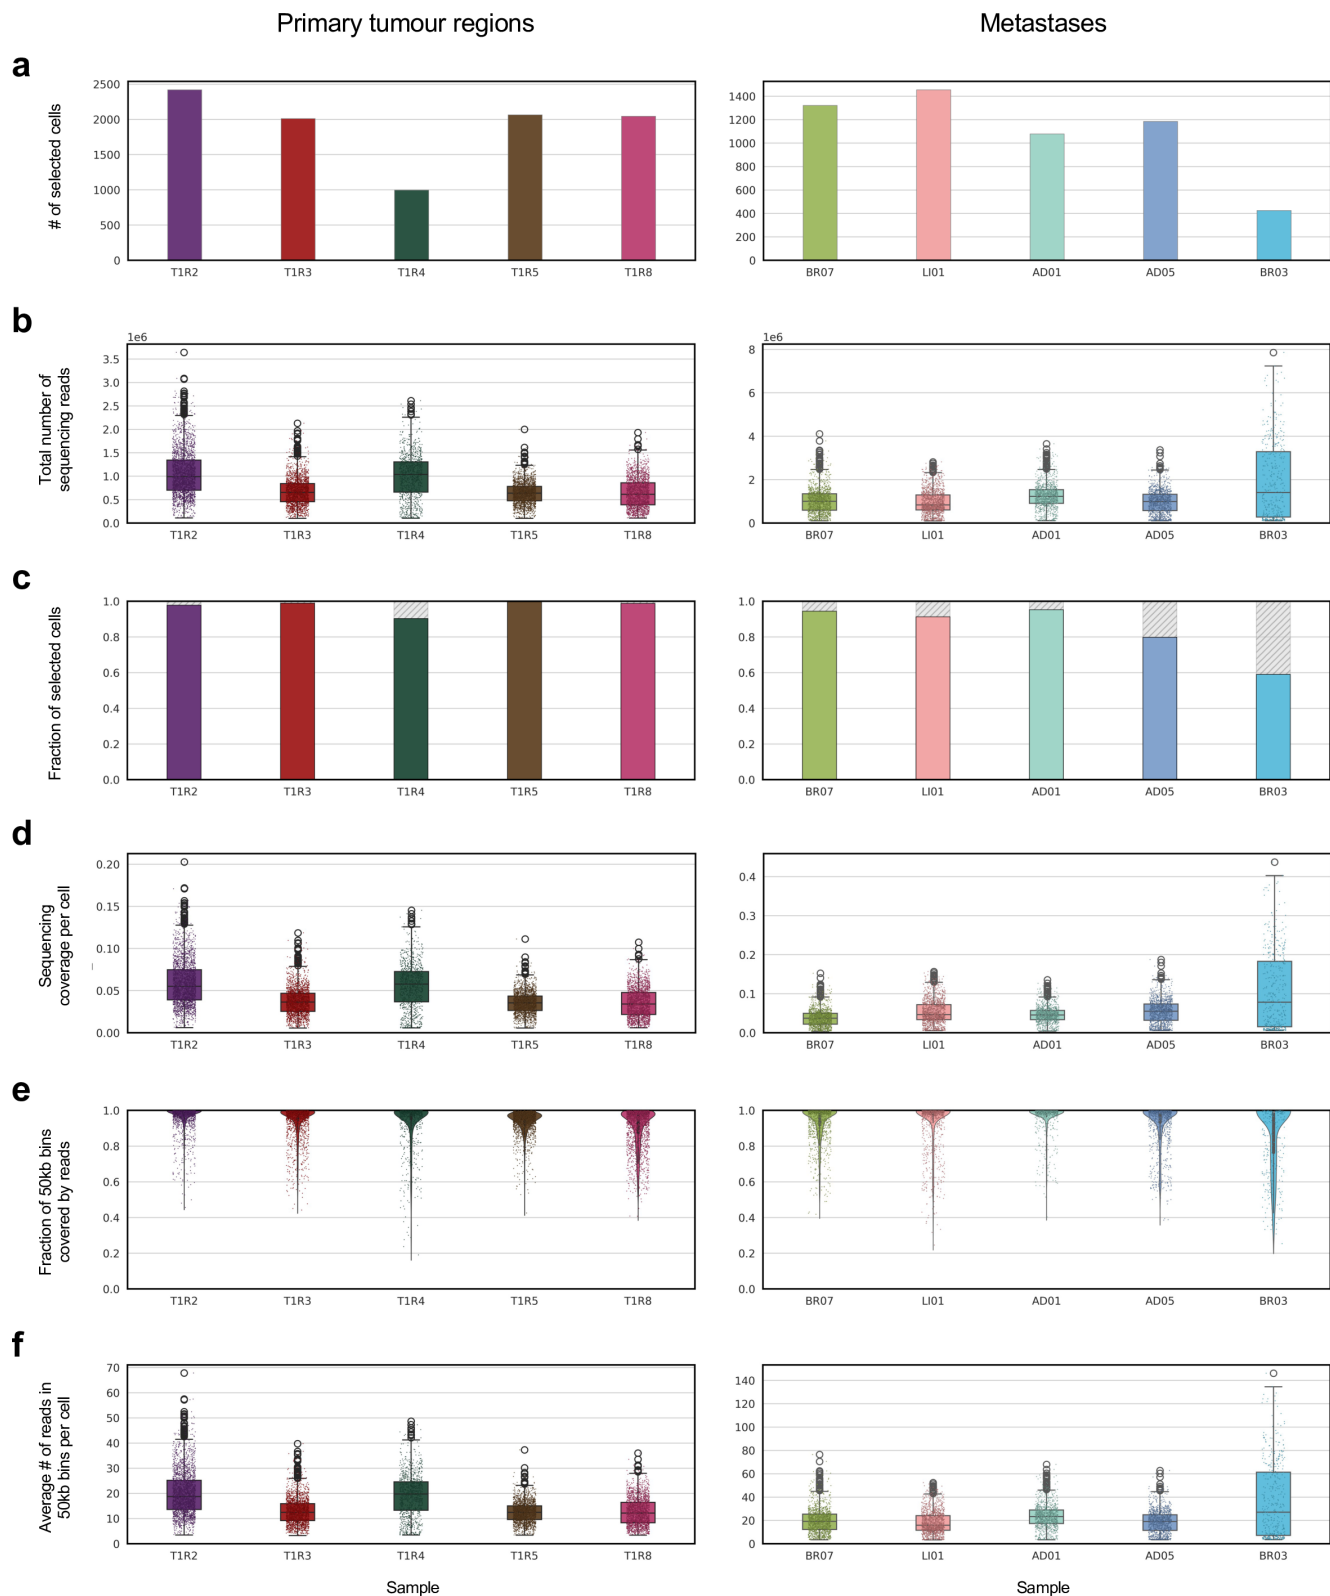 Primary tumour regions
Metastases
a
# of selected cells
2500
2000
1500
1000
500
0
T1R2 T1R3 T1R4 T1R5 T1R8
1400
1200
1000
800
600
400
200
0
BR07 LI01 AD01 AD05 BR03
b
Total number of
sequencing reads
1e6
3.5
3.0
2.5
2.0
1.5
1.0
0.5
0.0
T1R2 T1R3 T1R4 T1R5 T1R8
1e6
8
6
4
2
0
BR07 LI01 AD01 AD05 BR03
c
Fraction of selected cells
1.0
0.8
0.6
0.4
0.2
0.0
T1R2 T1R3 T1R4 T1R5 T1R8
1.0
0.8
0.6
0.4
0.2
0.0
BR07 LI01 AD01 AD05 BR03
d
Sequencing
coverage per cell
0.20
0.15
0.10
0.05
0.00
T1R2 T1R3 T1R4 T1R5 T1R8
0.4
0.3
0.2
0.1
0.0
BR07 LI01 AD01 AD05 BR03
e
Fraction of 50kb bins
covered by reads
1.0
0.8
0.6
0.4
0.2
0.0
T1R2 T1R3 T1R4 T1R5 T1R8
1.0
0.8
0.6
0.4
0.2
0.0
BR07 LI01 AD01 AD05 BR03
f
Average # of reads in
50kb bins per cell
70
60
50
40
30
20
10
0
T1R2 T1R3 T1R4 T1R5 T1R8
Sample
140
120
100
80
60
40
20
0
BR07 LI01 AD01 AD05 BR03
Sample